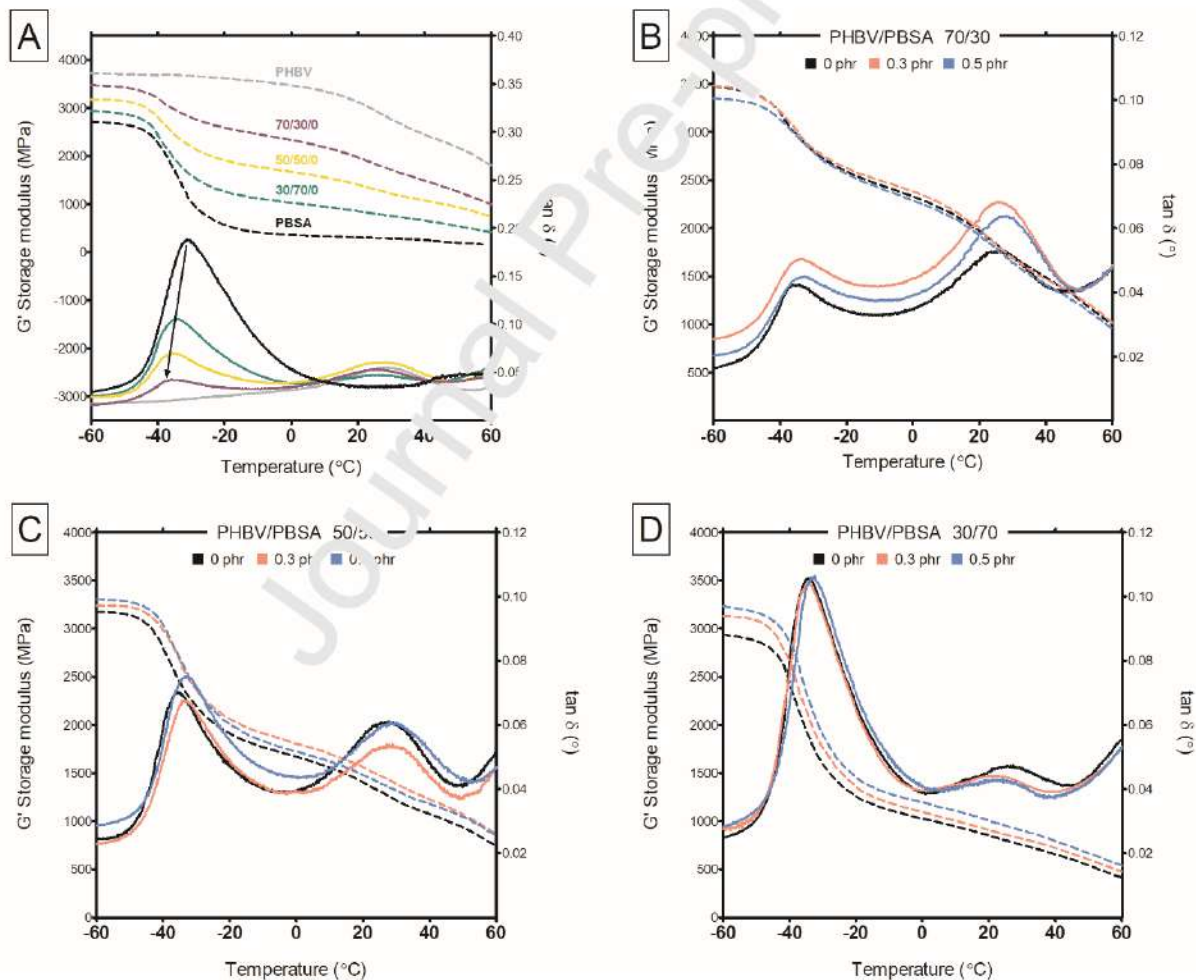 A
4000
3000
2000
1000
0
-1000
-2000
-3000
G' Storage modulus (MPa)
PHBV
70/30/0
50/50/0
30/70/0
PBSA
0.40
0.35
0.30
0.25
0.10
-60 -40 -20 0 20 40 60
Temperature (°C)
B
PHBV/PBSA 70/30
0 phr 0.3 phr 0.5 phr
3000
2500
2000
1500
1000
500
G' Storage modulus
0.12
0.10
0.08
0.06
0.04
0.02
tan δ (°)
-60 -40 -20 0 20 40 60
Temperature (°C)
Journal Pre-p
C
PHBV/PBSA
0 phr 0.3 phr
4000
3500
3000
2500
2000
1500
1000
500
0
G' Storage modulus (MPa)
0.12
0.10
0.08
0.06
0.04
0.02
tan δ (°)
-60 -40 -20 0 20 40 60
Temperature (°C)
D
PHBV/PBSA 30/70
0 phr 0.3 phr 0.5 phr
4000
3500
3000
2500
2000
1500
1000
500
0
G' Storage modulus (MPa)
0.12
0.10
0.08
0.06
0.04
0.02
tan δ (°)
-60 -40 -20 0 20 40 60
Temperature (°C)